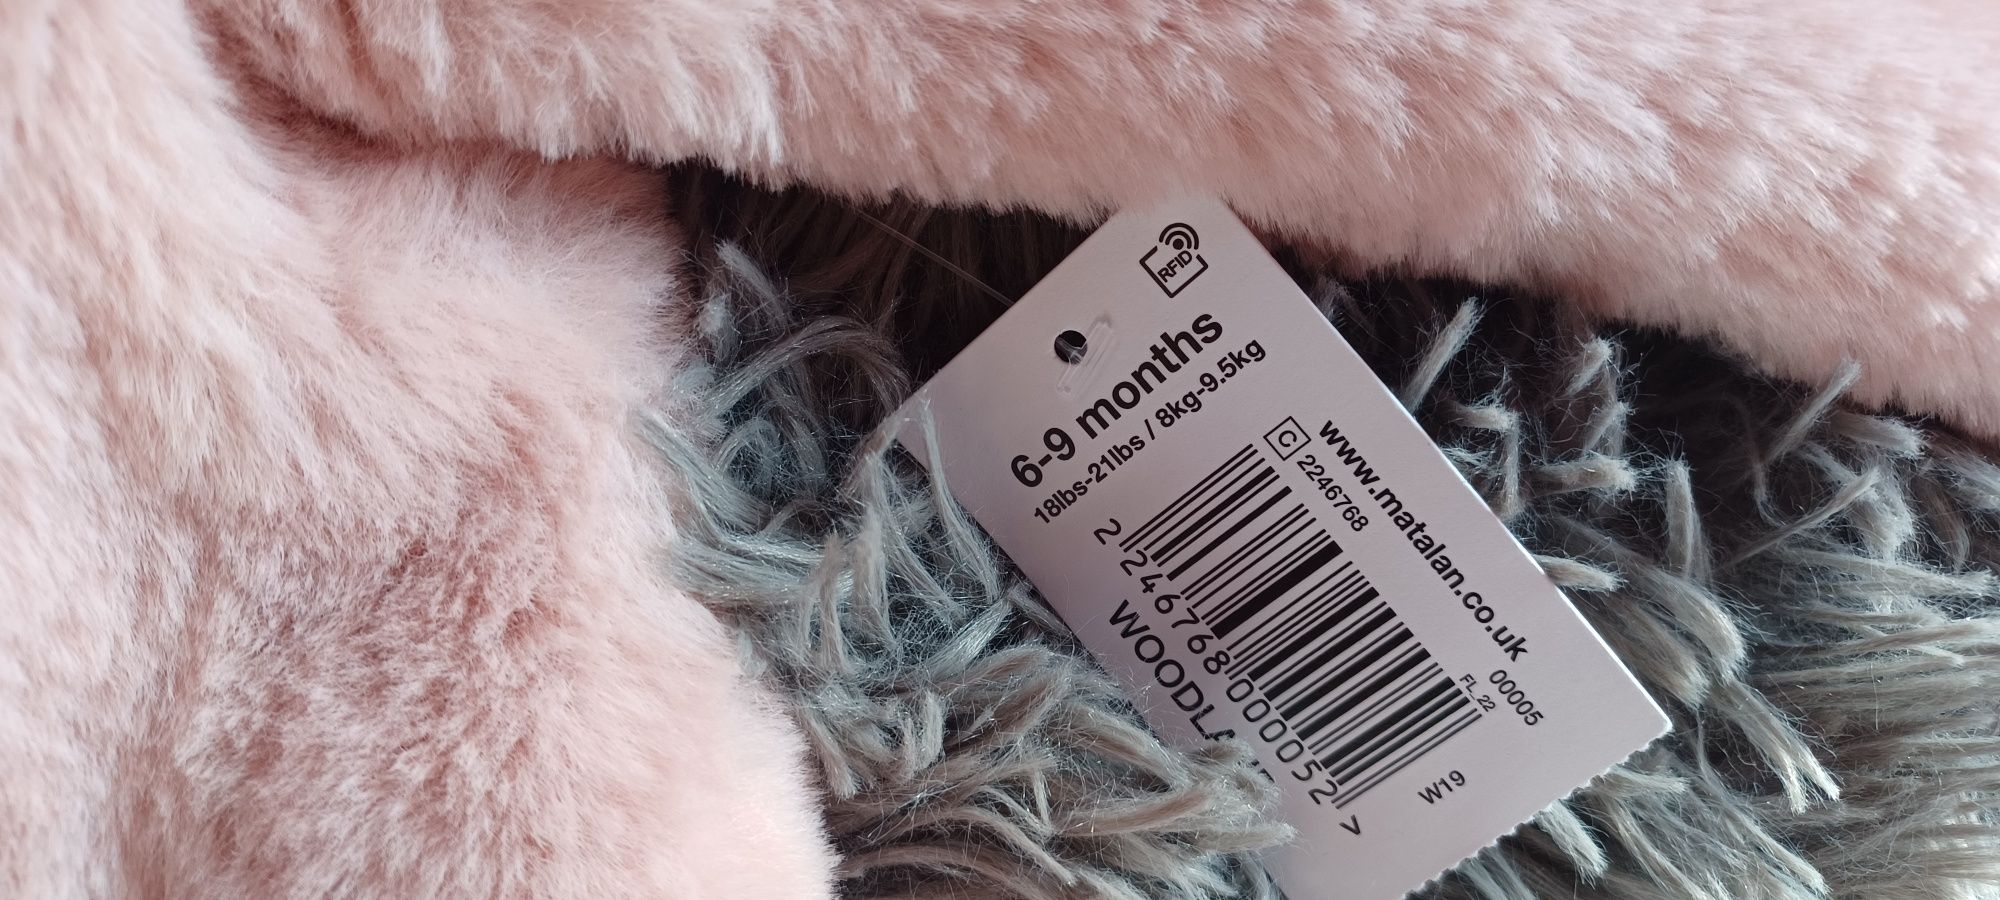 RFID
6-9 months
18lbs-21lbs / 8kg-9.5kg
www.matalan.co.uk
C 2246768
00005
FL_22
2 246768 000052 >
W19